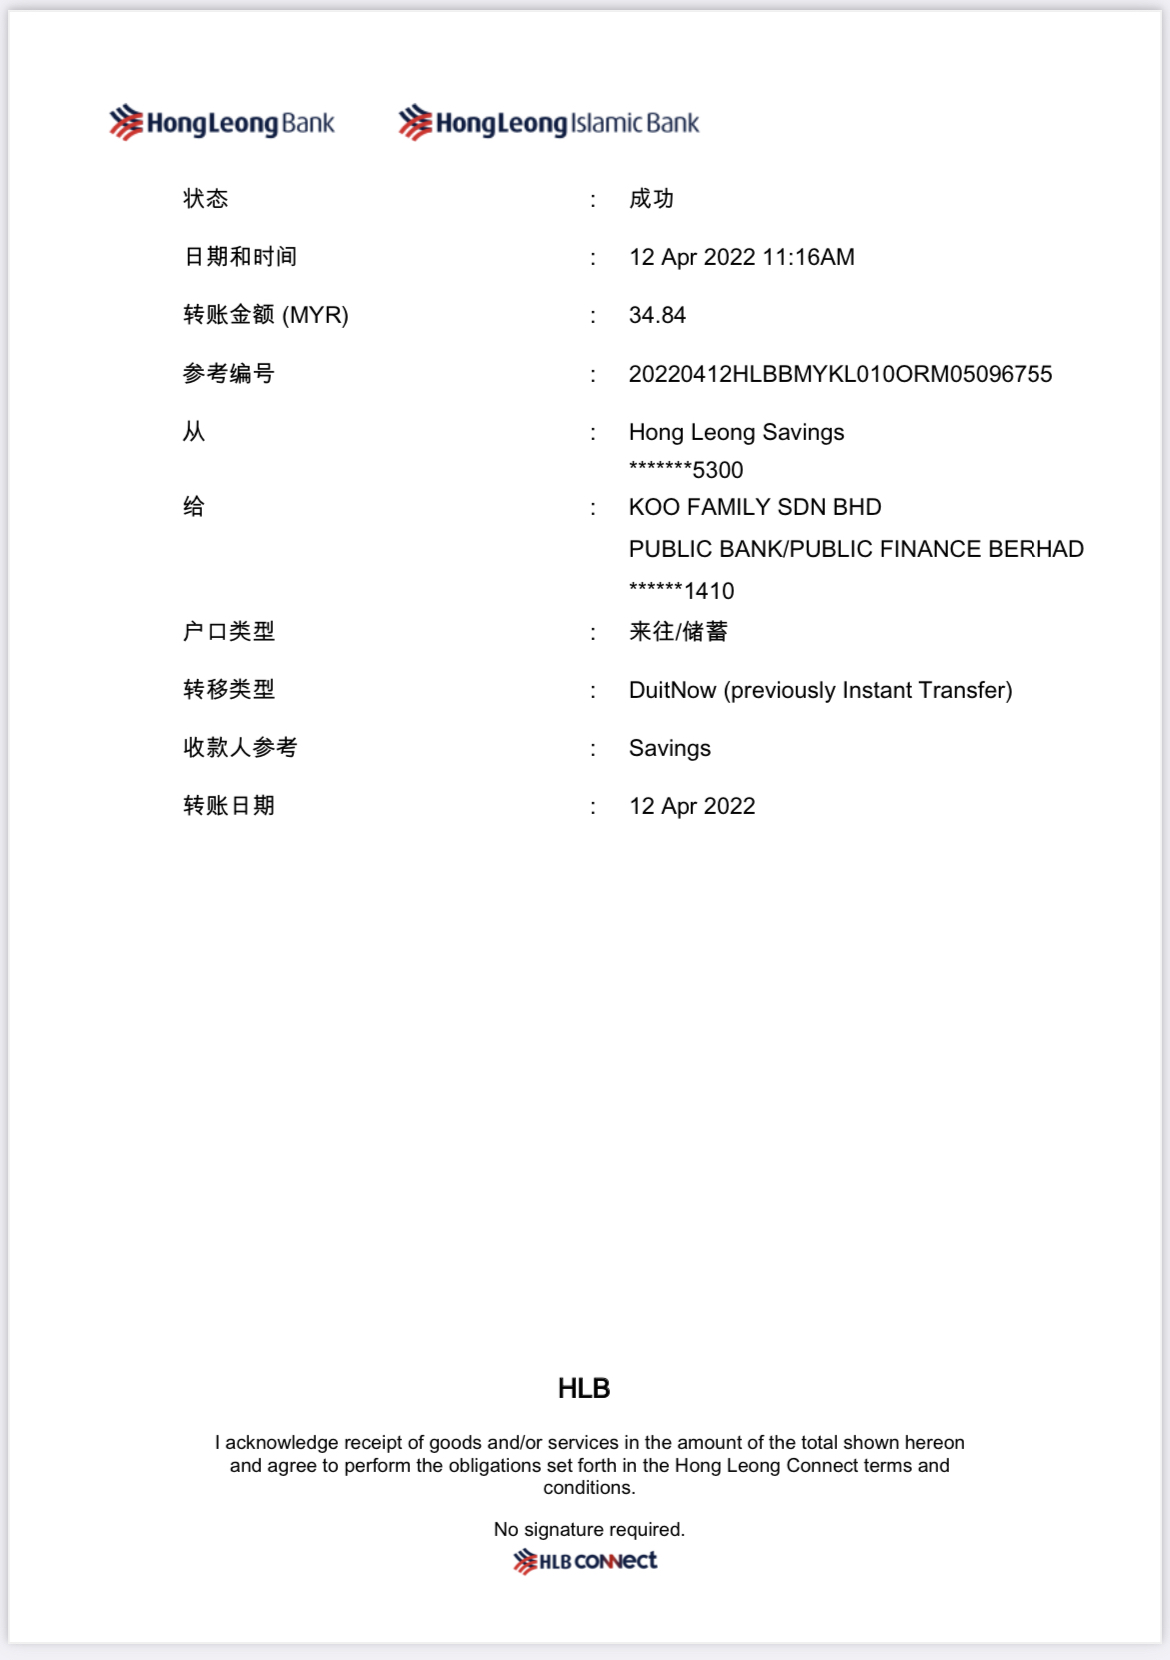 HongLeong Bank HongLeong Islamic Bank
状态 : 成功
日期和时间 : 12 Apr 2022 11:16AM
转账金额 (MYR) : 34.84
参考编号 : 20220412HLBBMYKL010ORM05096755
从 : Hong Leong Savings
*******5300
给 : KOO FAMILY SDN BHD
PUBLIC BANK/PUBLIC FINANCE BERHAD
******1410
户口类型 : 来往/储蓄
转移类型 : DuitNow (previously Instant Transfer)
收款人参考 : Savings
转账日期 : 12 Apr 2022
HLB
I acknowledge receipt of goods and/or services in the amount of the total shown hereon
and agree to perform the obligations set forth in the Hong Leong Connect terms and
conditions.
No signature required.
HLB CONNect